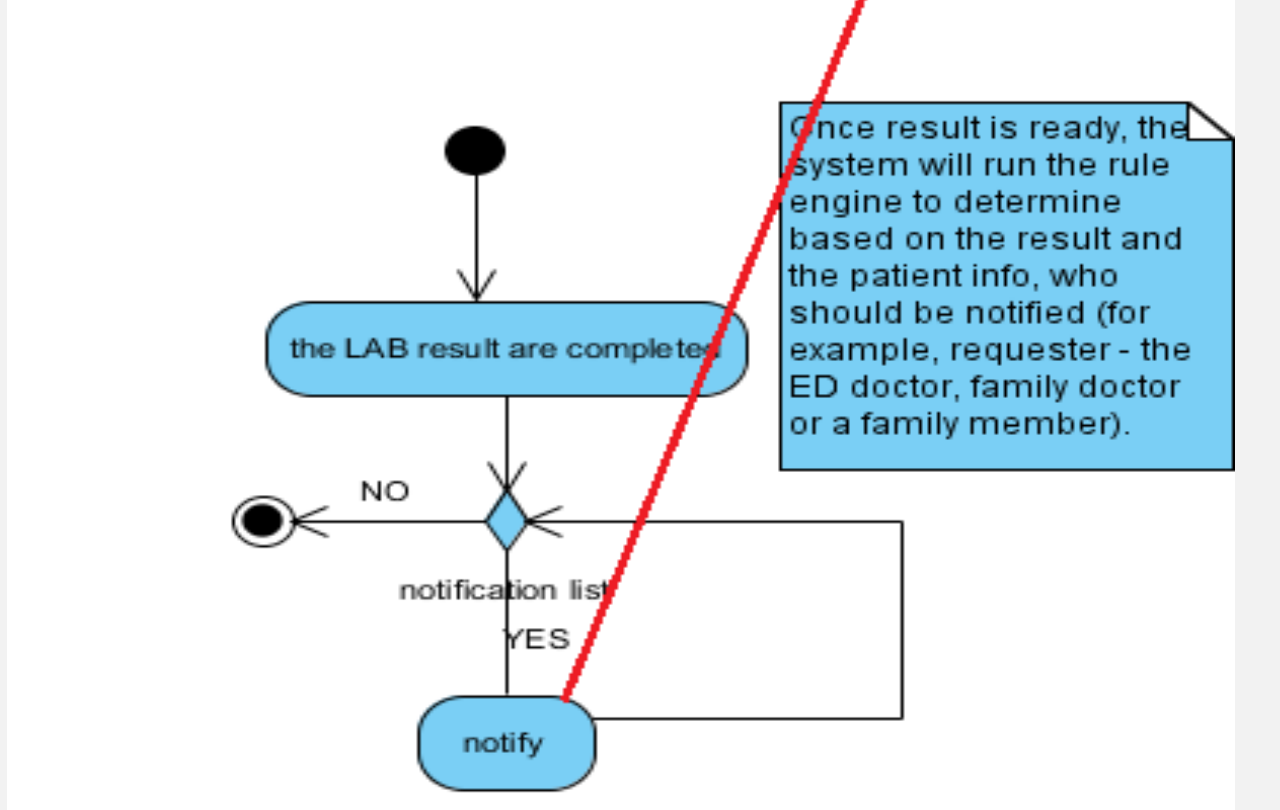 Once result is ready, the
system will run the rule
engine to determine
based on the result and
the patient info, who
should be notified (for
example, requester - the
ED doctor, family doctor
or a family member).
the LAB result are completed
NO
notification list
YES
notify